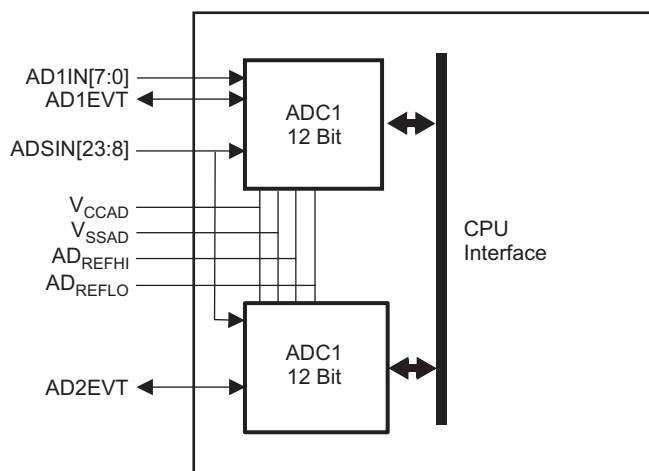 AD1IN[7:0]
AD1EVT
ADSIN[23:8]
VCCAD
VSSAD
ADREFHI
ADREFLO
AD2EVT
ADC1
12 Bit
ADC1
12 Bit
CPU
Interface